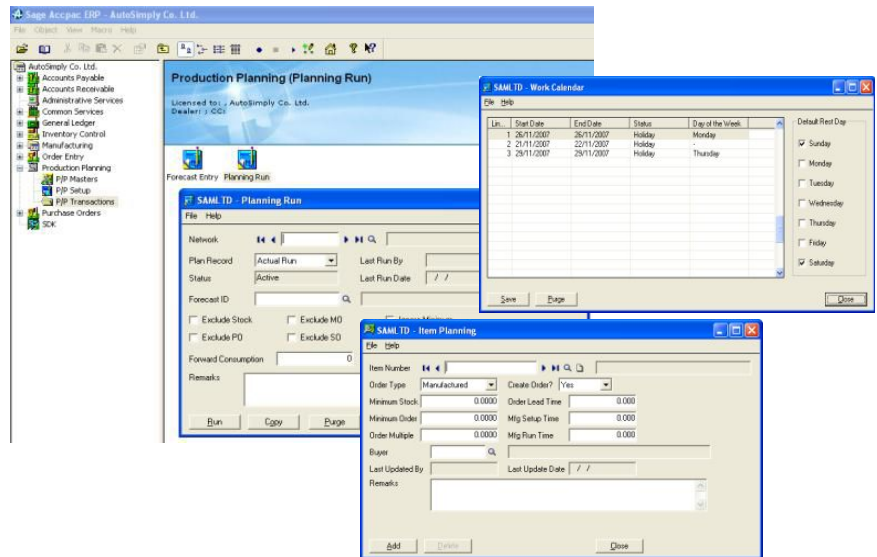 Sage Accpac ERP - AutoSimply Co. Ltd.
File Object View Macro Help
AutoSimply Co. Ltd.
Accounts Payable
Accounts Receivable
Administrative Services
Common Services
General Ledger
Inventory Control
Manufacturing
Order Entry
Production Planning
P/P Masters
P/P Setup
P/P Transactions
Purchase Orders
SDK
Production Planning (Planning Run)
Licensed to: , AutoSimply Co. Ltd.
Dealer: : CCi
Forecast Entry Planning Run
SAMLTD - Planning Run
File Help
Network
Plan Record Actual Run Last Run By
Status Active Last Run Date / /
Forecast ID
Exclude Stock Exclude MO Ignore Minimum
Exclude PO Exclude SO
Forward Consumption 0
Remarks
Run Copy Purge
SAMLTD - Work Calendar
File Help
Lin... Start Date End Date Status Day of the Week
1 26/11/2007 26/11/2007 Holiday Monday
2 21/11/2007 22/11/2007 Holiday -
3 29/11/2007 29/11/2007 Holiday Thursday
Default Rest Day
Sunday
Monday
Tuesday
Wednesday
Thursday
Friday
Saturday
Save Purge Close
SAMLTD - Item Planning
File Help
Item Number
Order Type Manufactured Create Order? Yes
Minimum Stock 0.0000 Order Lead Time 0.000
Minimum Order 0.0000 Mfg Setup Time 0.000
Order Multiple 0.0000 Mfg Run Time 0.000
Buyer
Last Updated By Last Update Date / /
Remarks
Add Delete Close